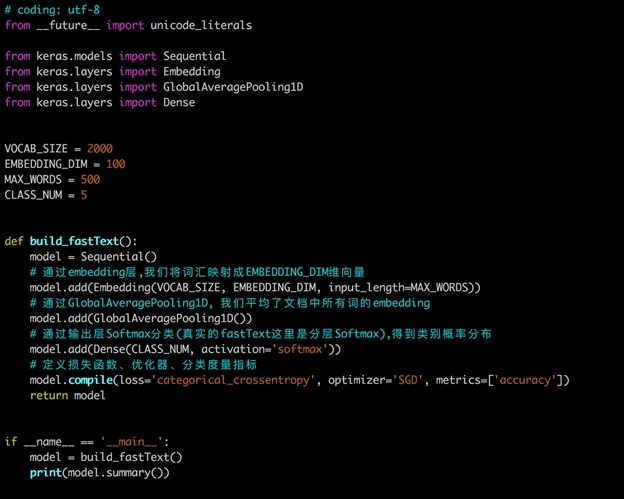 # coding: utf-8
from __future__ import unicode_literals

from keras.models import Sequential
from keras.layers import Embedding
from keras.layers import GlobalAveragePooling1D
from keras.layers import Dense


VOCAB_SIZE = 2000
EMBEDDING_DIM = 100
MAX_WORDS = 500
CLASS_NUM = 5


def build_fastText():
    model = Sequential()
    # 通过embedding层,我们将词汇映射成EMBEDDING_DIM维向量
    model.add(Embedding(VOCAB_SIZE, EMBEDDING_DIM, input_length=MAX_WORDS))
    # 通过GlobalAveragePooling1D, 我们平均了文档中所有词的embedding
    model.add(GlobalAveragePooling1D())
    # 通过输出层Softmax分类(真实的fastText这里是分层Softmax),得到类别概率分布
    model.add(Dense(CLASS_NUM, activation='softmax'))
    # 定义损失函数、优化器、分类度量指标
    model.compile(loss='categorical_crossentropy', optimizer='SGD', metrics=['accuracy'])
    return model


if __name__ == '__main__':
    model = build_fastText()
    print(model.summary())